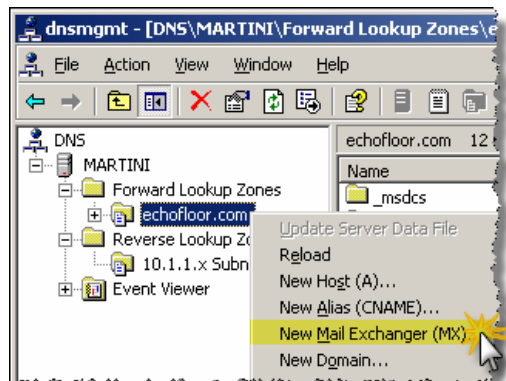 dnsmgmt - [DNS\MARTINI\Forward Lookup Zones\e
File Action View Window Help
DNS
MARTINI
Forward Lookup Zones
echofloor.com
Reverse Lookup Zo
10.1.1.x Subn
Event Viewer
echofloor.com 12
Name
_msdcs
Update Server Data File
Reload
New Host (A)...
New Alias (CNAME)...
New Mail Exchanger (MX)
New Domain...